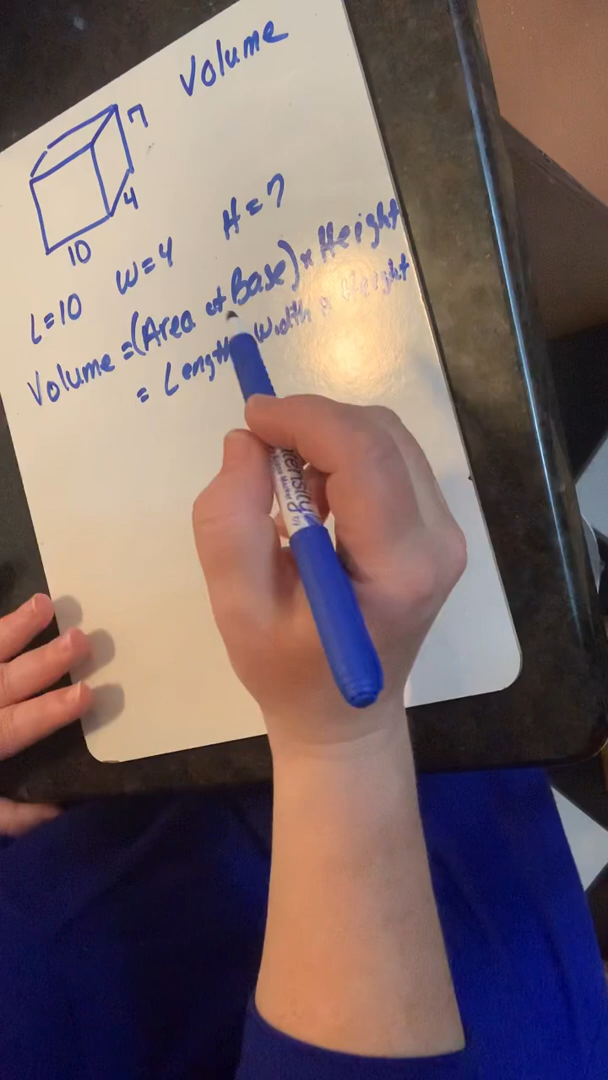 Volume
7
4
10
L=10 W=4 H=7
Volume =(Area of Base) × Height
= Length × Width × Height